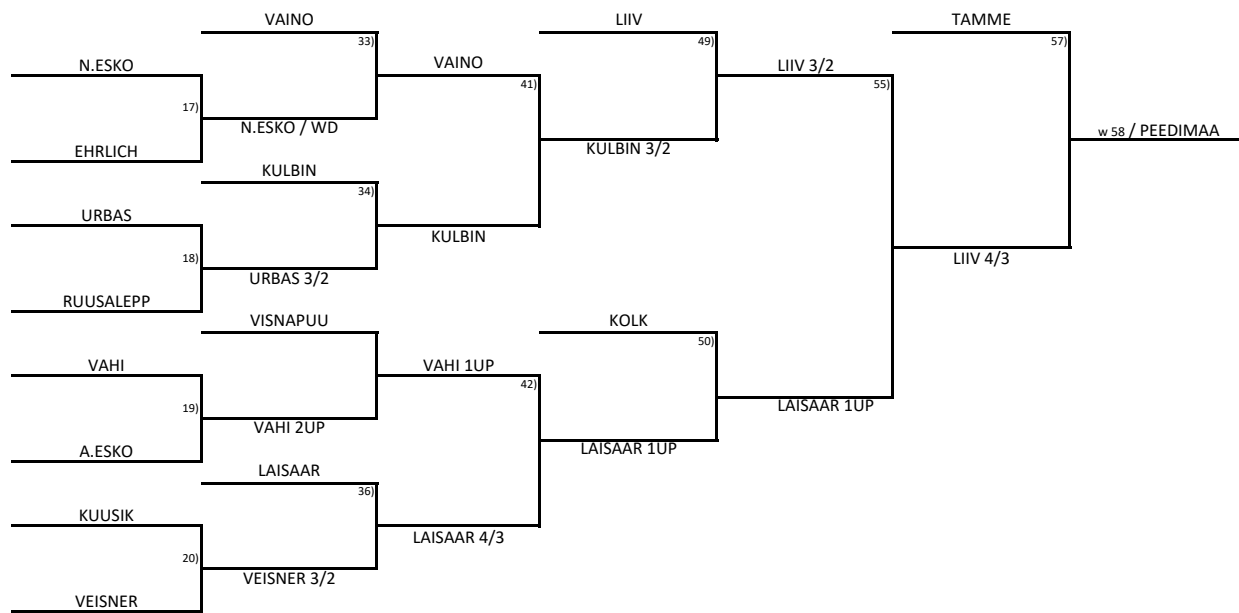 VAINO
LIIV
TAMME
33)
49)
57)
N.ESKO
VAINO
LIIV 3/2
41)
55)
17)
N.ESKO / WD
w 58 / PEEDIMAA
EHRLICH
KULBIN 3/2
KULBIN
34)
URBAS
KULBIN
18)
LIIV 4/3
URBAS 3/2
RUUSALEPP
VISNAPUU
KOLK
50)
VAHI
VAHI 1UP
42)
19)
LAISAAR 1UP
VAHI 2UP
A.ESKO
LAISAAR 1UP
LAISAAR
36)
KUUSIK
LAISAAR 4/3
20)
VEISNER 3/2
VEISNER